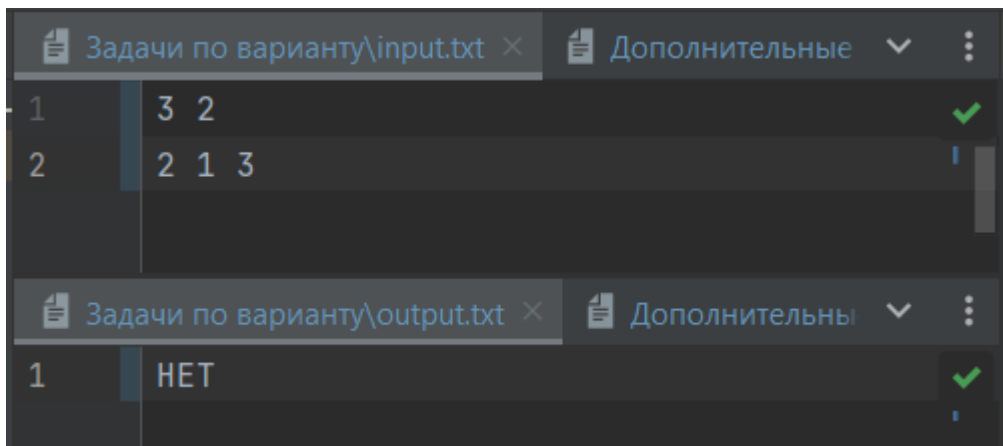 Задачи по варианту\input.txt Дополнительные
1 3 2
2 2 1 3
Задачи по варианту\output.txt Дополнительны
1 НЕТ